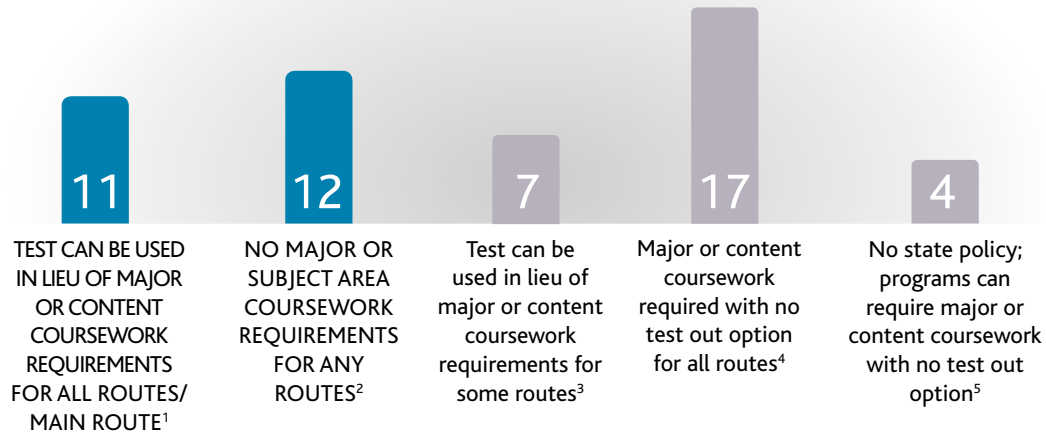 11
12
7
17
4
TEST CAN BE USED
IN LIEU OF MAJOR
OR CONTENT
COURSEWORK
REQUIREMENTS
FOR ALL ROUTES/
MAIN ROUTE¹
NO MAJOR OR
SUBJECT AREA
COURSEWORK
REQUIREMENTS
FOR ANY
ROUTES²
Test can be
used in lieu of
major or content
coursework
requirements for
some routes³
Major or content
coursework
required with no
test out option
for all routes⁴
No state policy;
programs can
require major or
content coursework
with no test out
option⁵